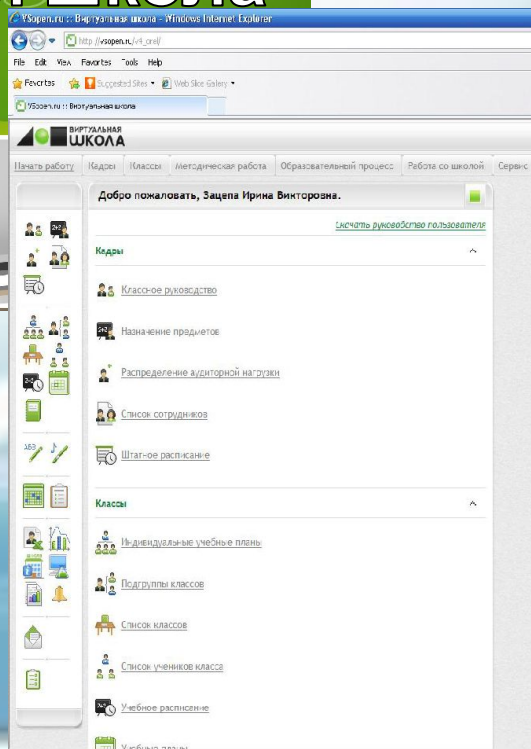 VSopen.ru :: Виртуальная школа - Windows Internet Explorer
http://vsopen.ru/v4_orel/
File Edit View Favorites Tools Help
Favorites Suggested Sites Web Slice Gallery
VSopen.ru :: Виртуальная школа
ВИРТУАЛЬНАЯ
ШКОЛА
Начать работу Кадры Классы Методическая работа Образовательный процесс Работа со школой Сервис
Добро пожаловать, Зацепа Ирина Викторовна.
Скачать руководство пользователя
Кадры
Классное руководство
Назначение предметов
Распределение аудиторной нагрузки
Список сотрудников
Штатное расписание
Классы
Индивидуальные учебные планы
Подгруппы классов
Список классов
Список учеников класса
Учебное расписание
Учебные планы